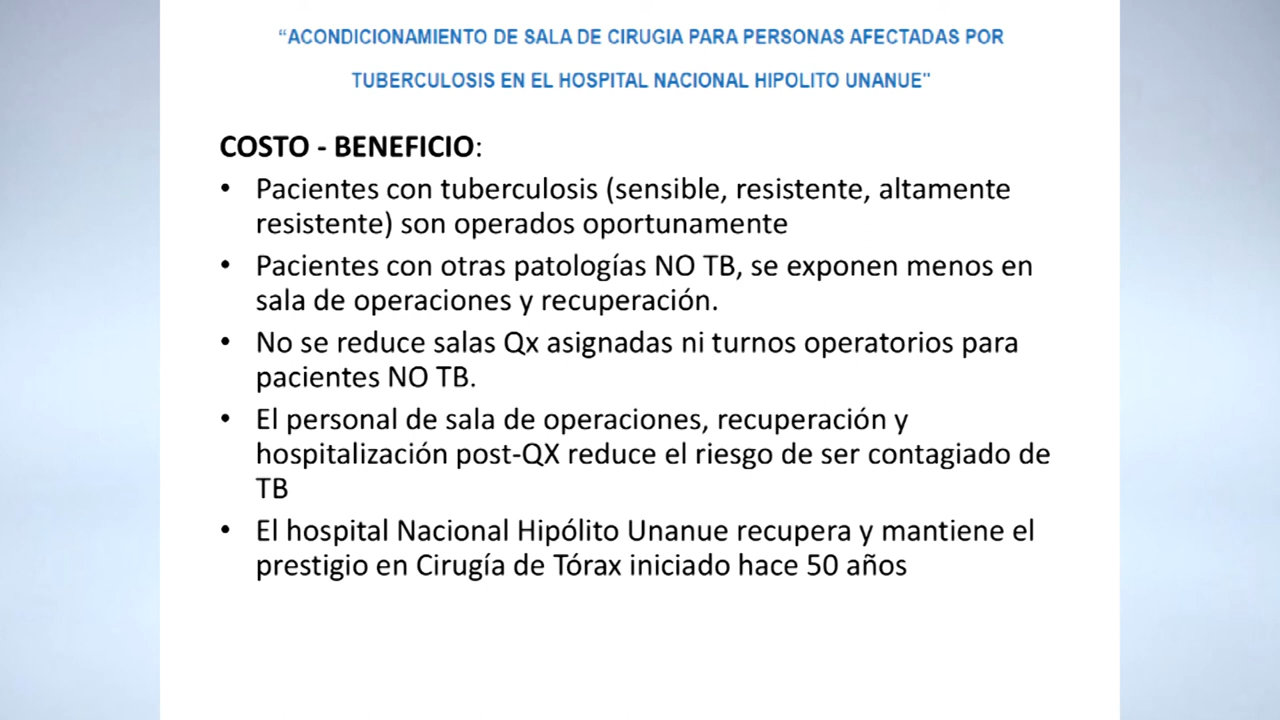 “ACONDICIONAMIENTO DE SALA DE CIRUGIA PARA PERSONAS AFECTADAS POR
TUBERCULOSIS EN EL HOSPITAL NACIONAL HIPOLITO UNANUE"
COSTO - BENEFICIO:
• Pacientes con tuberculosis (sensible, resistente, altamente
resistente) son operados oportunamente
• Pacientes con otras patologías NO TB, se exponen menos en
sala de operaciones y recuperación.
• No se reduce salas Qx asignadas ni turnos operatorios para
pacientes NO TB.
• El personal de sala de operaciones, recuperación y
hospitalización post-QX reduce el riesgo de ser contagiado de
TB
• El hospital Nacional Hipólito Unanue recupera y mantiene el
prestigio en Cirugía de Tórax iniciado hace 50 años